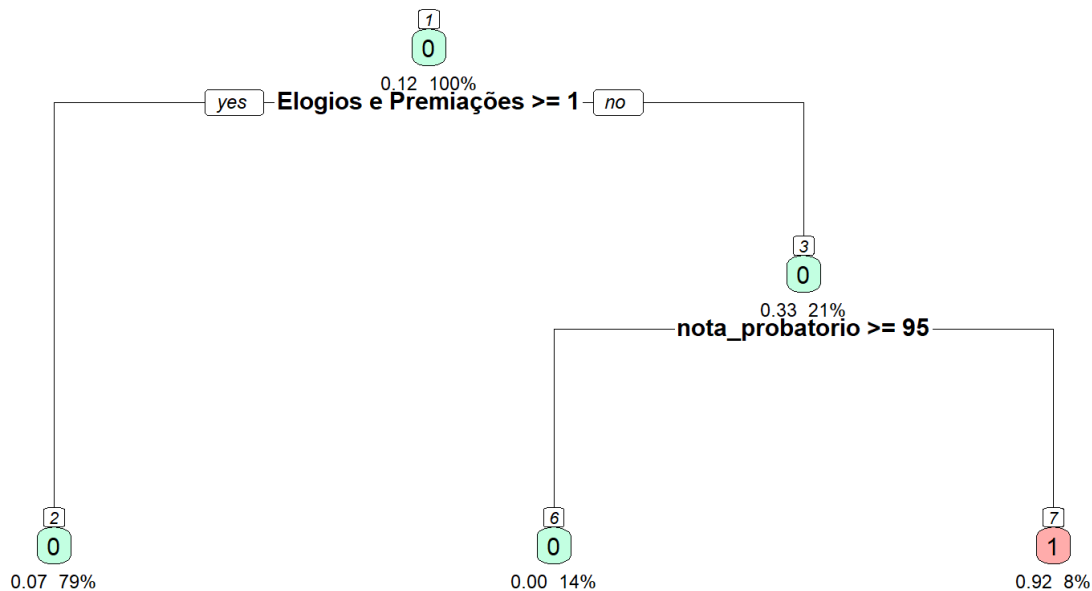 1
0
0.12 100%
yes Elogios e Premiações >= 1 no
3
0
0.33 21%
nota_probatorio >= 95
2 6 7
0 0 1
0.07 79% 0.00 14% 0.92 8%